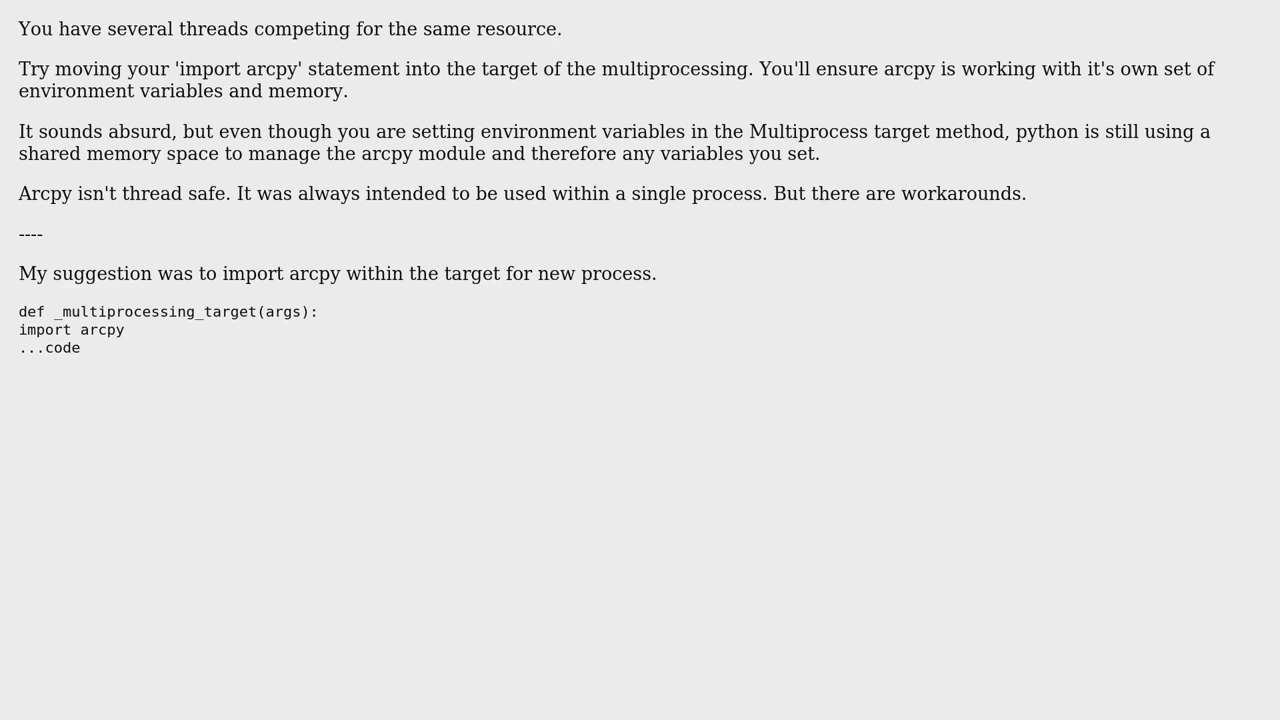 You have several threads competing for the same resource.
Try moving your 'import arcpy' statement into the target of the multiprocessing. You'll ensure arcpy is working with it's own set of
environment variables and memory.
It sounds absurd, but even though you are setting environment variables in the Multiprocess target method, python is still using a
shared memory space to manage the arcpy module and therefore any variables you set.
Arcpy isn't thread safe. It was always intended to be used within a single process. But there are workarounds.
----
My suggestion was to import arcpy within the target for new process.
def _multiprocessing_target(args):
import arcpy
...code